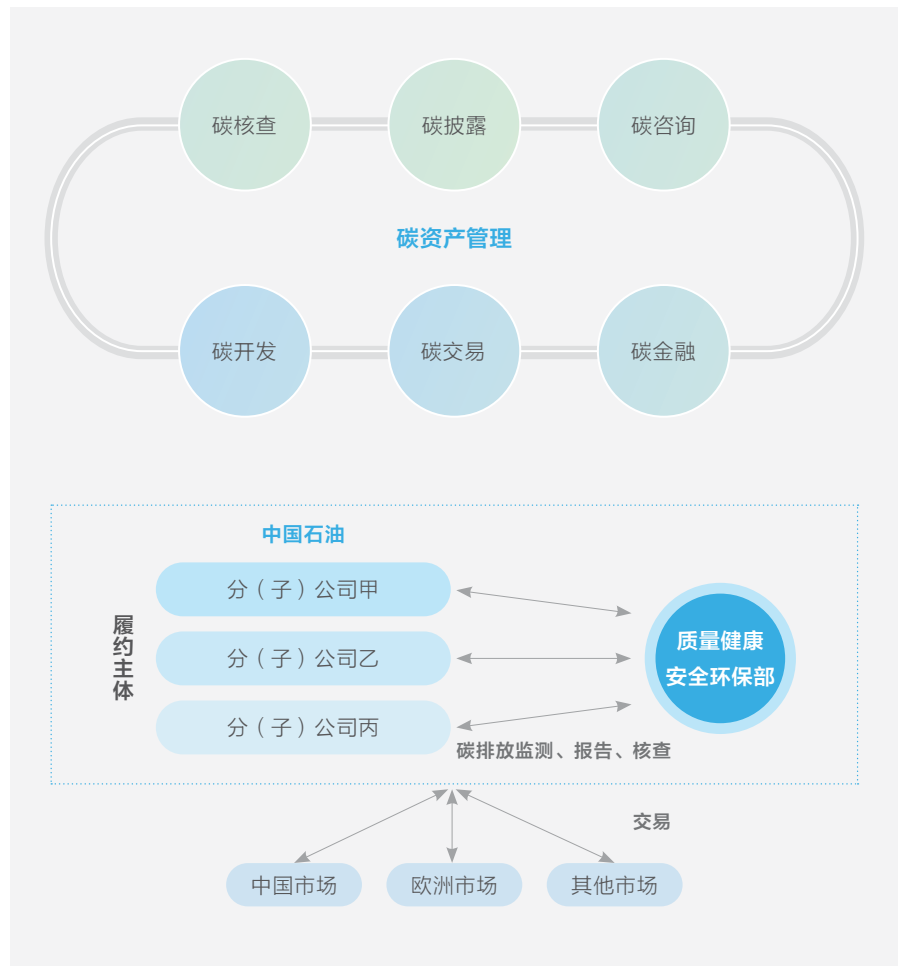 碳核查
碳披露
碳咨询
碳资产管理
碳开发
碳交易
碳金融
中国石油
履约主体
分（子）公司甲
分（子）公司乙
分（子）公司丙
质量健康
安全环保部
碳排放监测、报告、核查
交易
中国市场
欧洲市场
其他市场